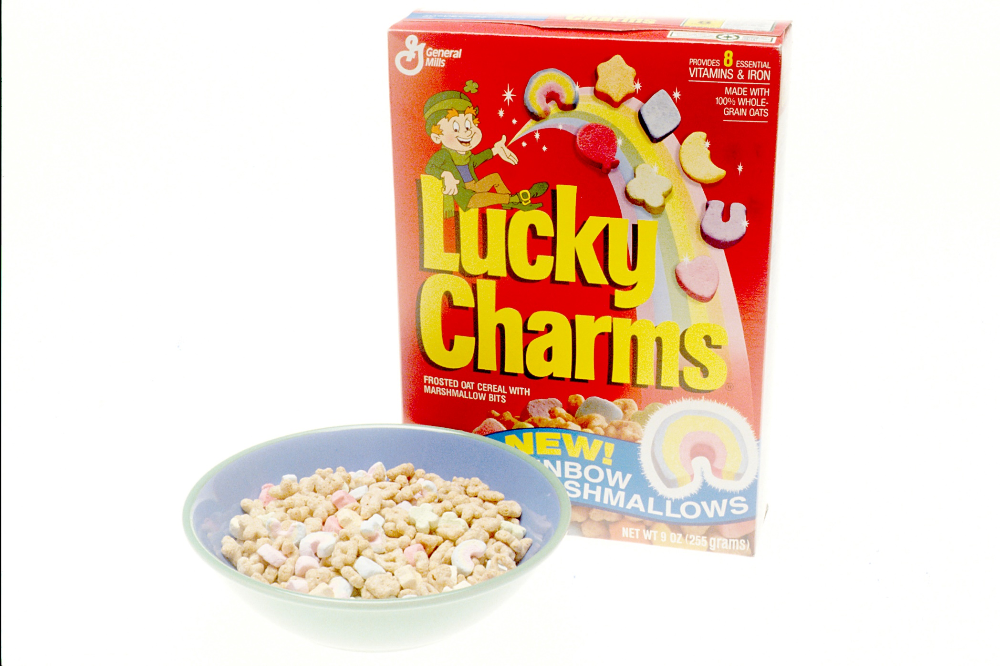 Charms
General
Mills
PROVIDES 8 ESSENTIAL
VITAMINS & IRON
MADE WITH
100% WHOLE-
GRAIN OATS
Lucky
Charms
®
FROSTED OAT CEREAL WITH
MARSHMALLOW BITS
NEW!
NBOW
SHMALLOWS
NET WT 9 OZ (255 grams)